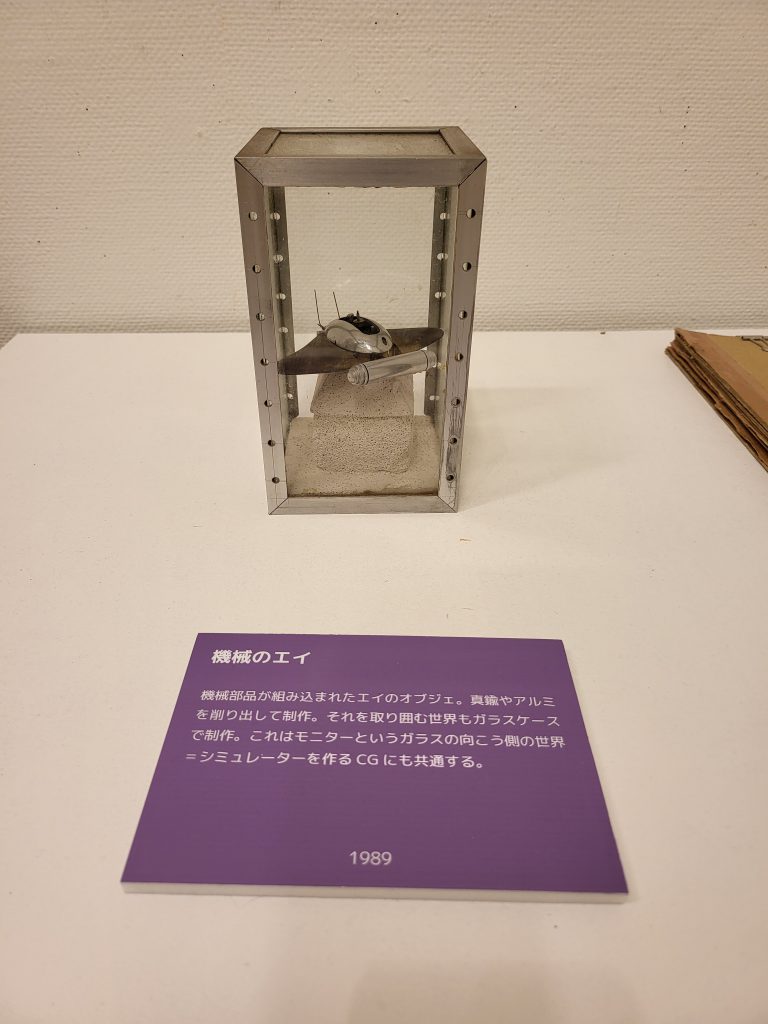 機械のエイ
機械部品が組み込まれたエイのオブジェ。真鍮やアルミ
を削り出して制作。それを取り囲む世界もガラスケース
で制作。これはモニターというガラスの向こう側の世界
＝シミュレーターを作る CG にも共通する。
1989